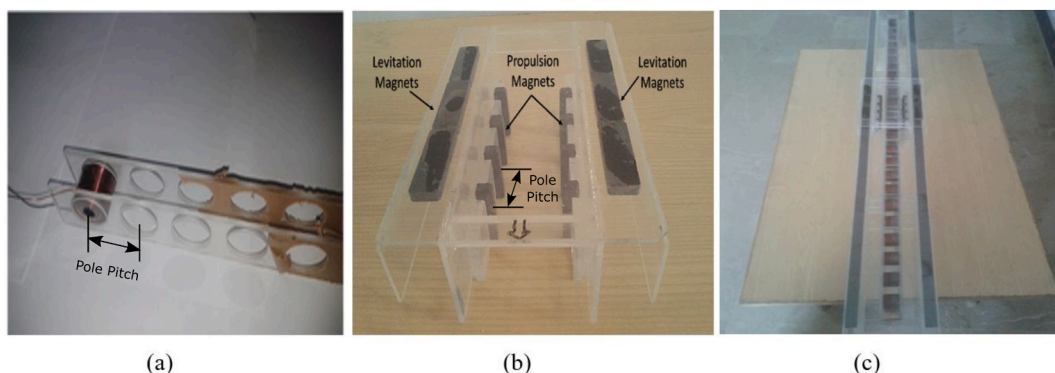 Pole Pitch
(a)
Levitation
Magnets
Propulsion
Magnets
Levitation
Magnets
Pole
Pitch
(b)
(c)